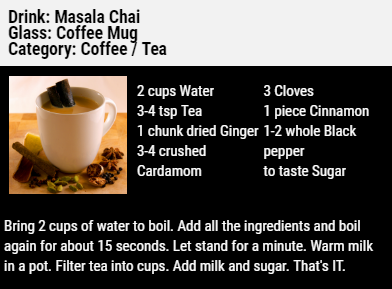 Drink: Masala Chai
Glass: Coffee Mug
Category: Coffee / Tea
2 cups Water
3-4 tsp Tea
1 chunk dried Ginger
3-4 crushed
Cardamom
3 Cloves
1 piece Cinnamon
1-2 whole Black
pepper
to taste Sugar
Bring 2 cups of water to boil. Add all the ingredients and boil
again for about 15 seconds. Let stand for a minute. Warm milk
in a pot. Filter tea into cups. Add milk and sugar. That's IT.